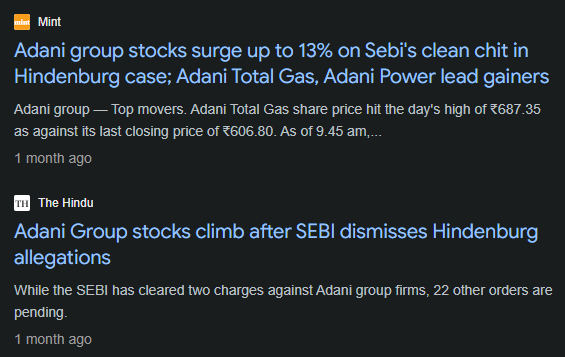 mint Mint
Adani group stocks surge up to 13% on Sebi's clean chit in
Hindenburg case; Adani Total Gas, Adani Power lead gainers
Adani group — Top movers. Adani Total Gas share price hit the day's high of ₹687.35
as against its last closing price of ₹606.80. As of 9.45 am,...
1 month ago
TH The Hindu
Adani Group stocks climb after SEBI dismisses Hindenburg
allegations
While the SEBI has cleared two charges against Adani group firms, 22 other orders are
pending.
1 month ago